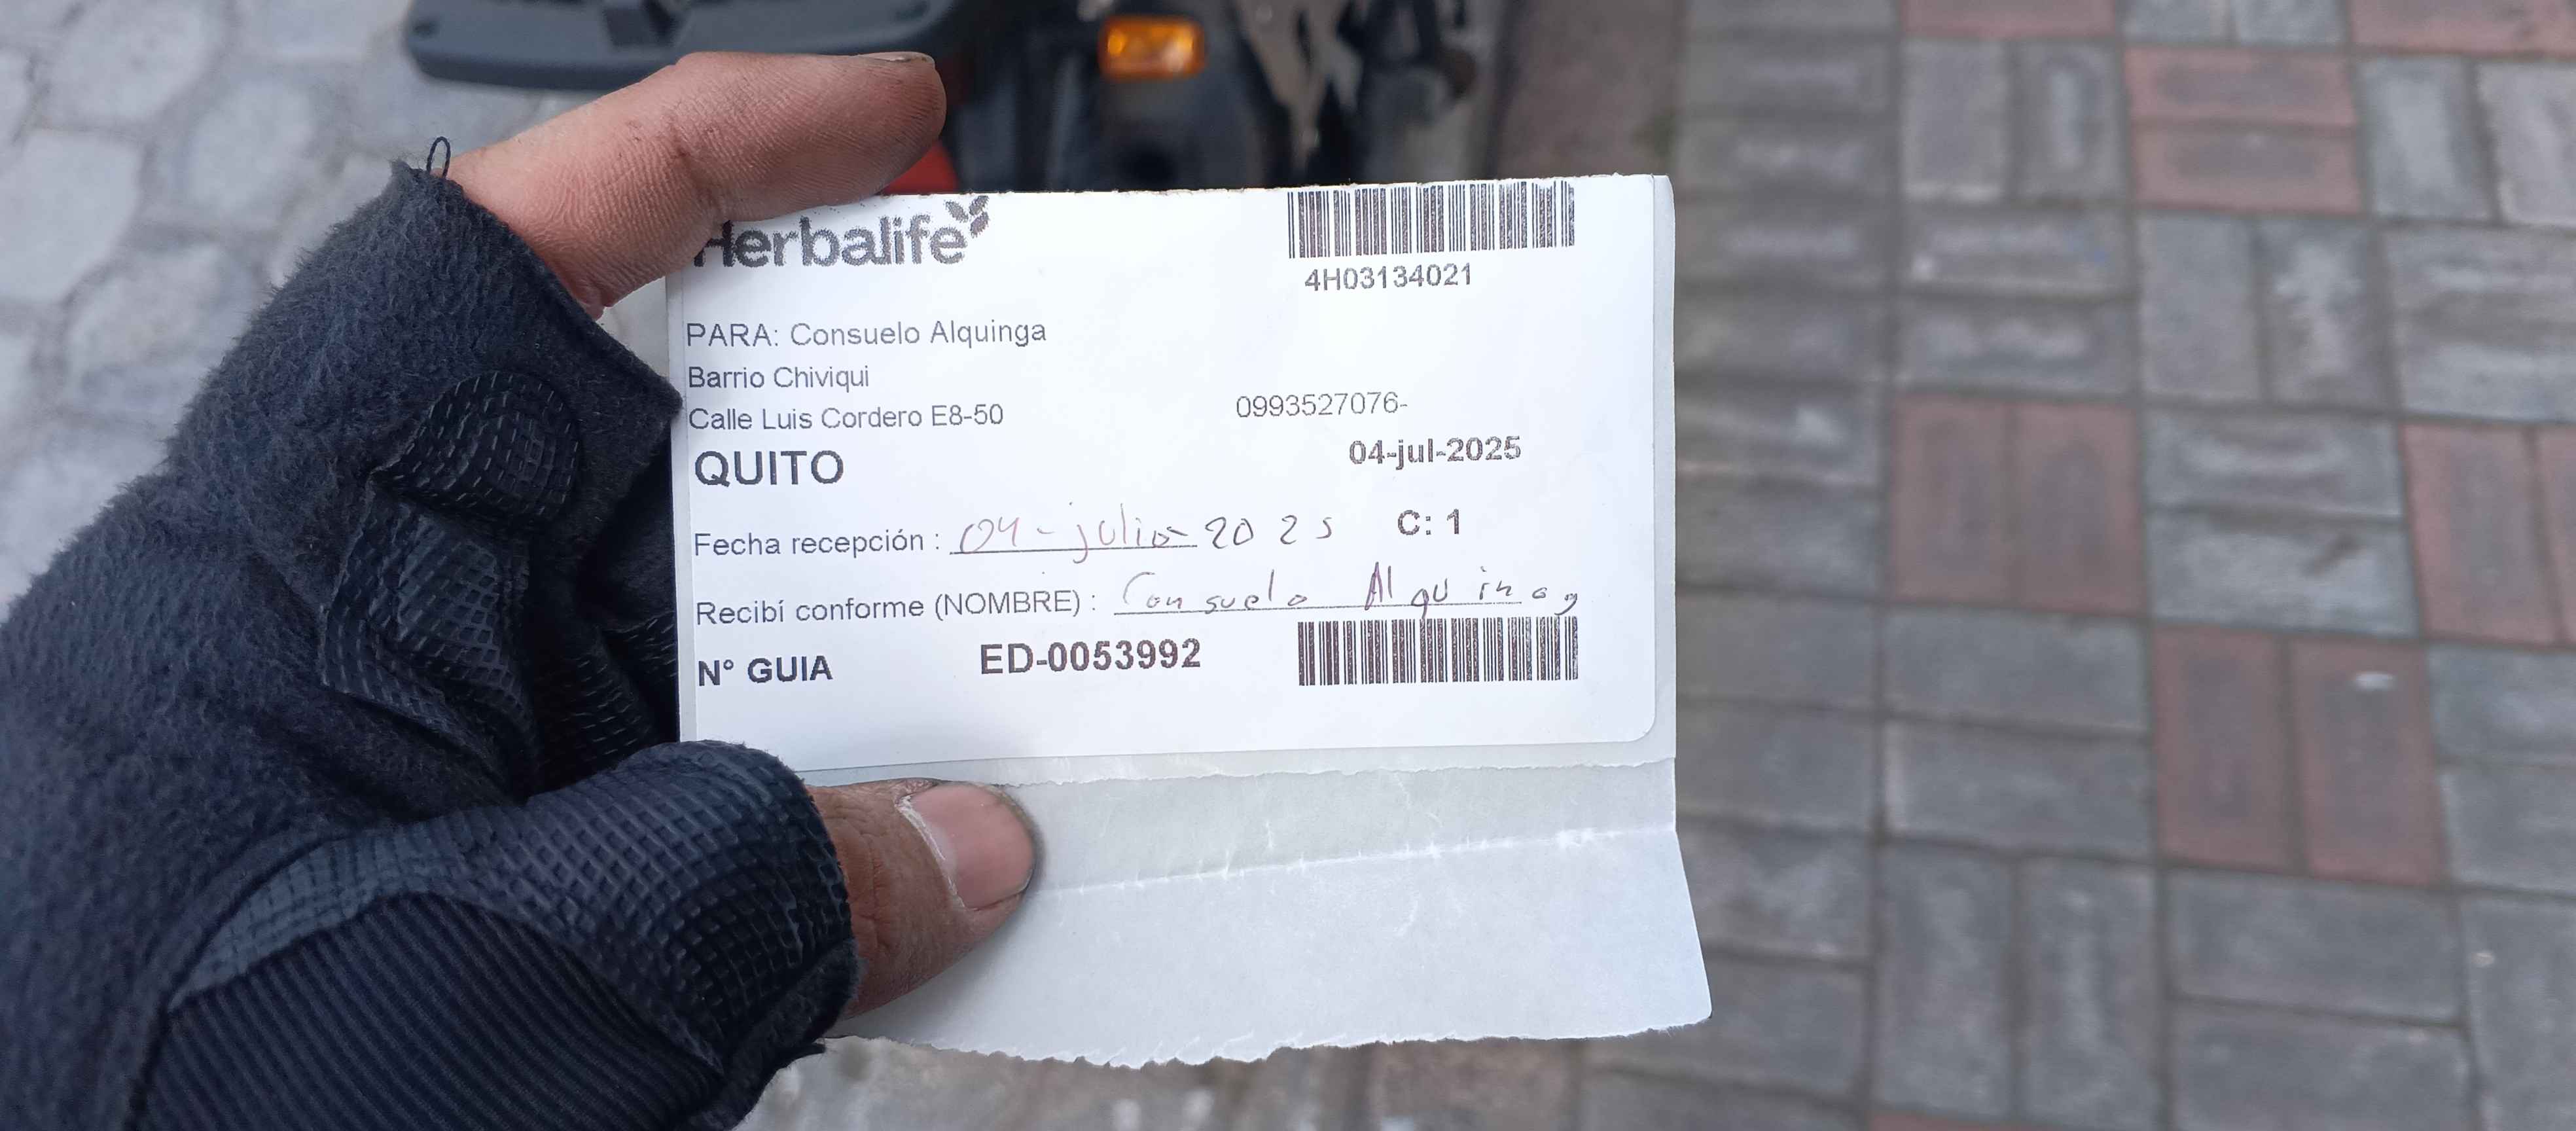 Herbalife
4H03134021
PARA: Consuelo Alquinga
Barrio Chiviqui
Calle Luis Cordero E8-50
0993527076-
QUITO
04-jul-2025
Fecha recepción : 04-julio-2025 C: 1
Recibí conforme (NOMBRE) : Consuelo
N° GUIA ED-0053992